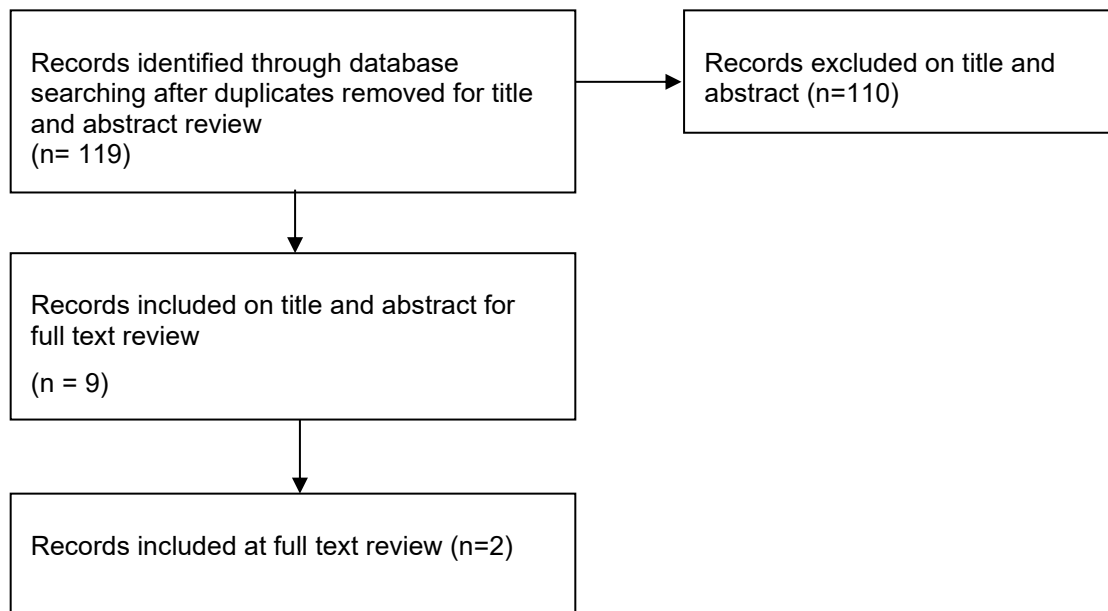 Records identified through database
searching after duplicates removed for title
and abstract review
(n= 119)
Records excluded on title and
abstract (n=110)
Records included on title and abstract for
full text review
(n = 9)
Records included at full text review (n=2)